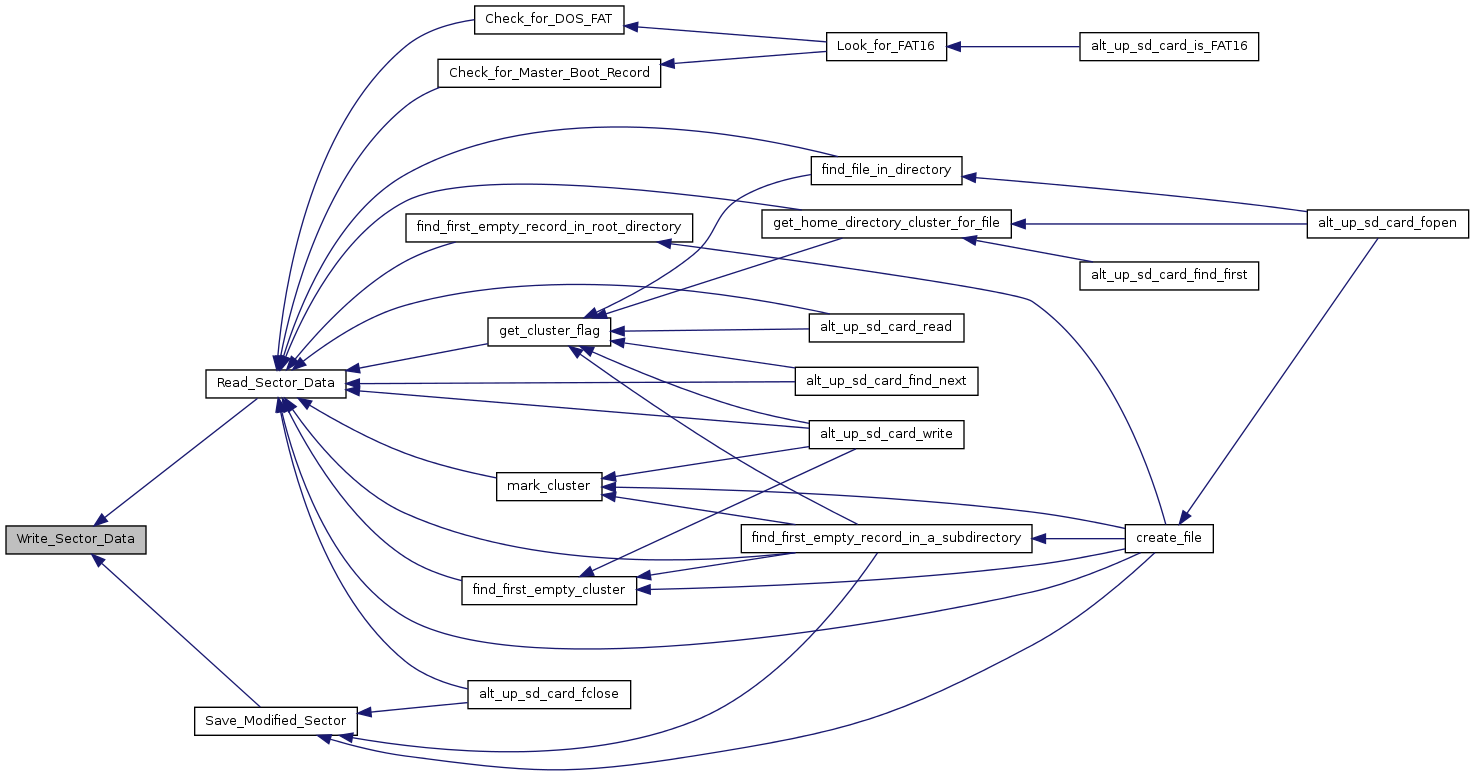 Check_for_DOS_FAT
Look_for_FAT16
alt_up_sd_card_is_FAT16
Check_for_Master_Boot_Record
find_file_in_directory
get_home_directory_cluster_for_file
alt_up_sd_card_fopen
find_first_empty_record_in_root_directory
alt_up_sd_card_find_first
get_cluster_flag
alt_up_sd_card_read
Read_Sector_Data
alt_up_sd_card_find_next
alt_up_sd_card_write
mark_cluster
Write_Sector_Data
find_first_empty_record_in_a_subdirectory
create_file
find_first_empty_cluster
alt_up_sd_card_fclose
Save_Modified_Sector